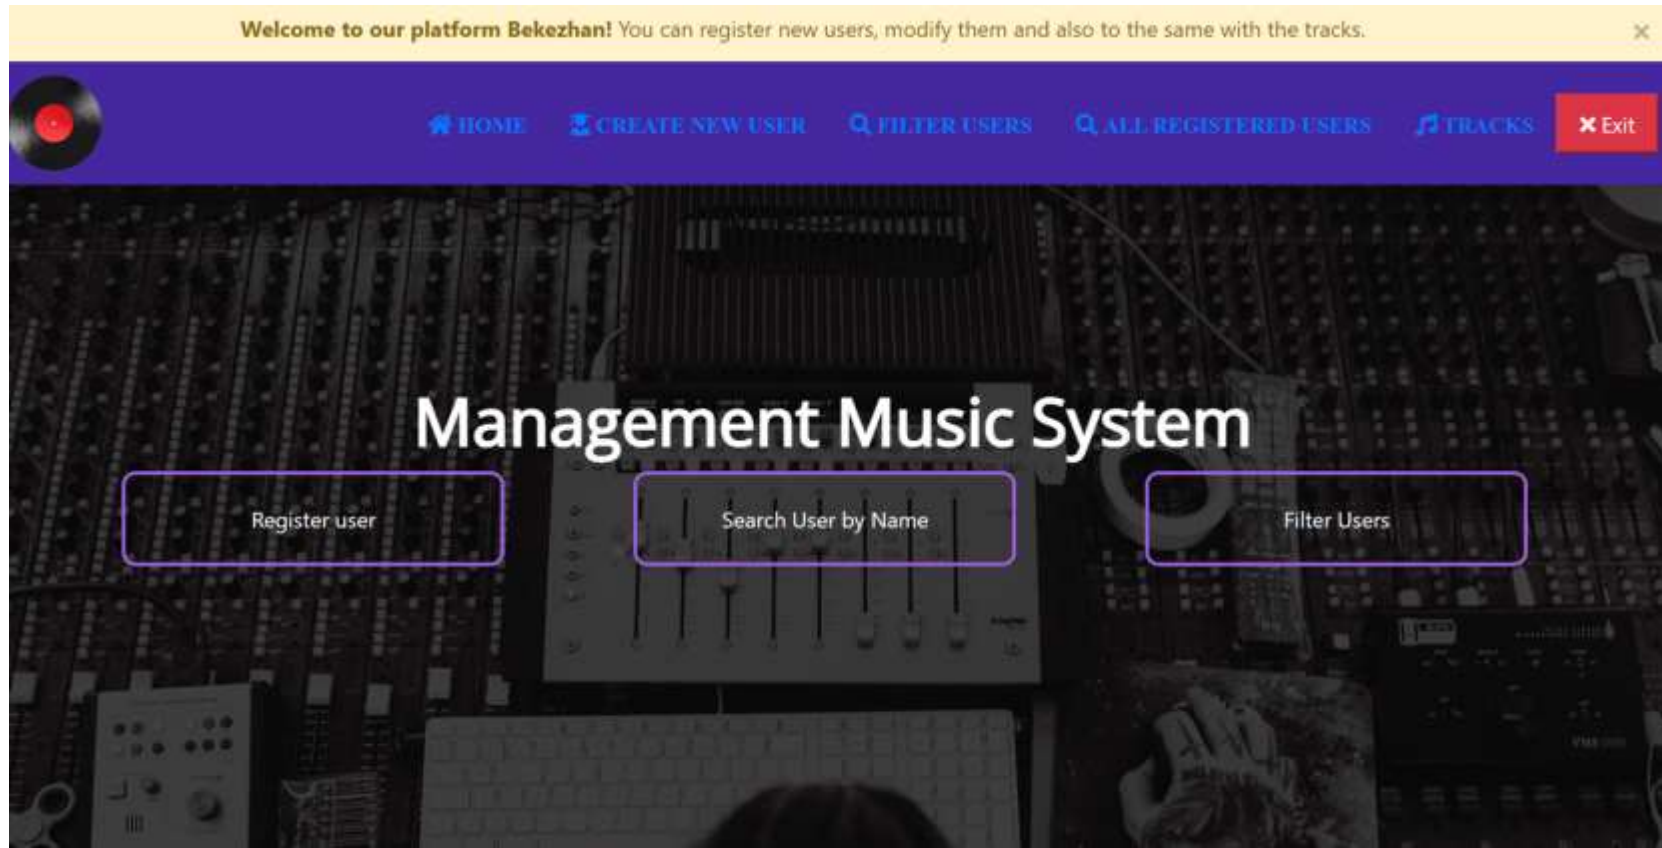 Welcome to our platform Bekezhan! You can register new users, modify them and also to the same with the tracks. ×
HOME CREATE NEW USER FILTER USERS ALL REGISTERED USERS TRACKS × Exit
Management Music System
Register user Search User by Name Filter Users